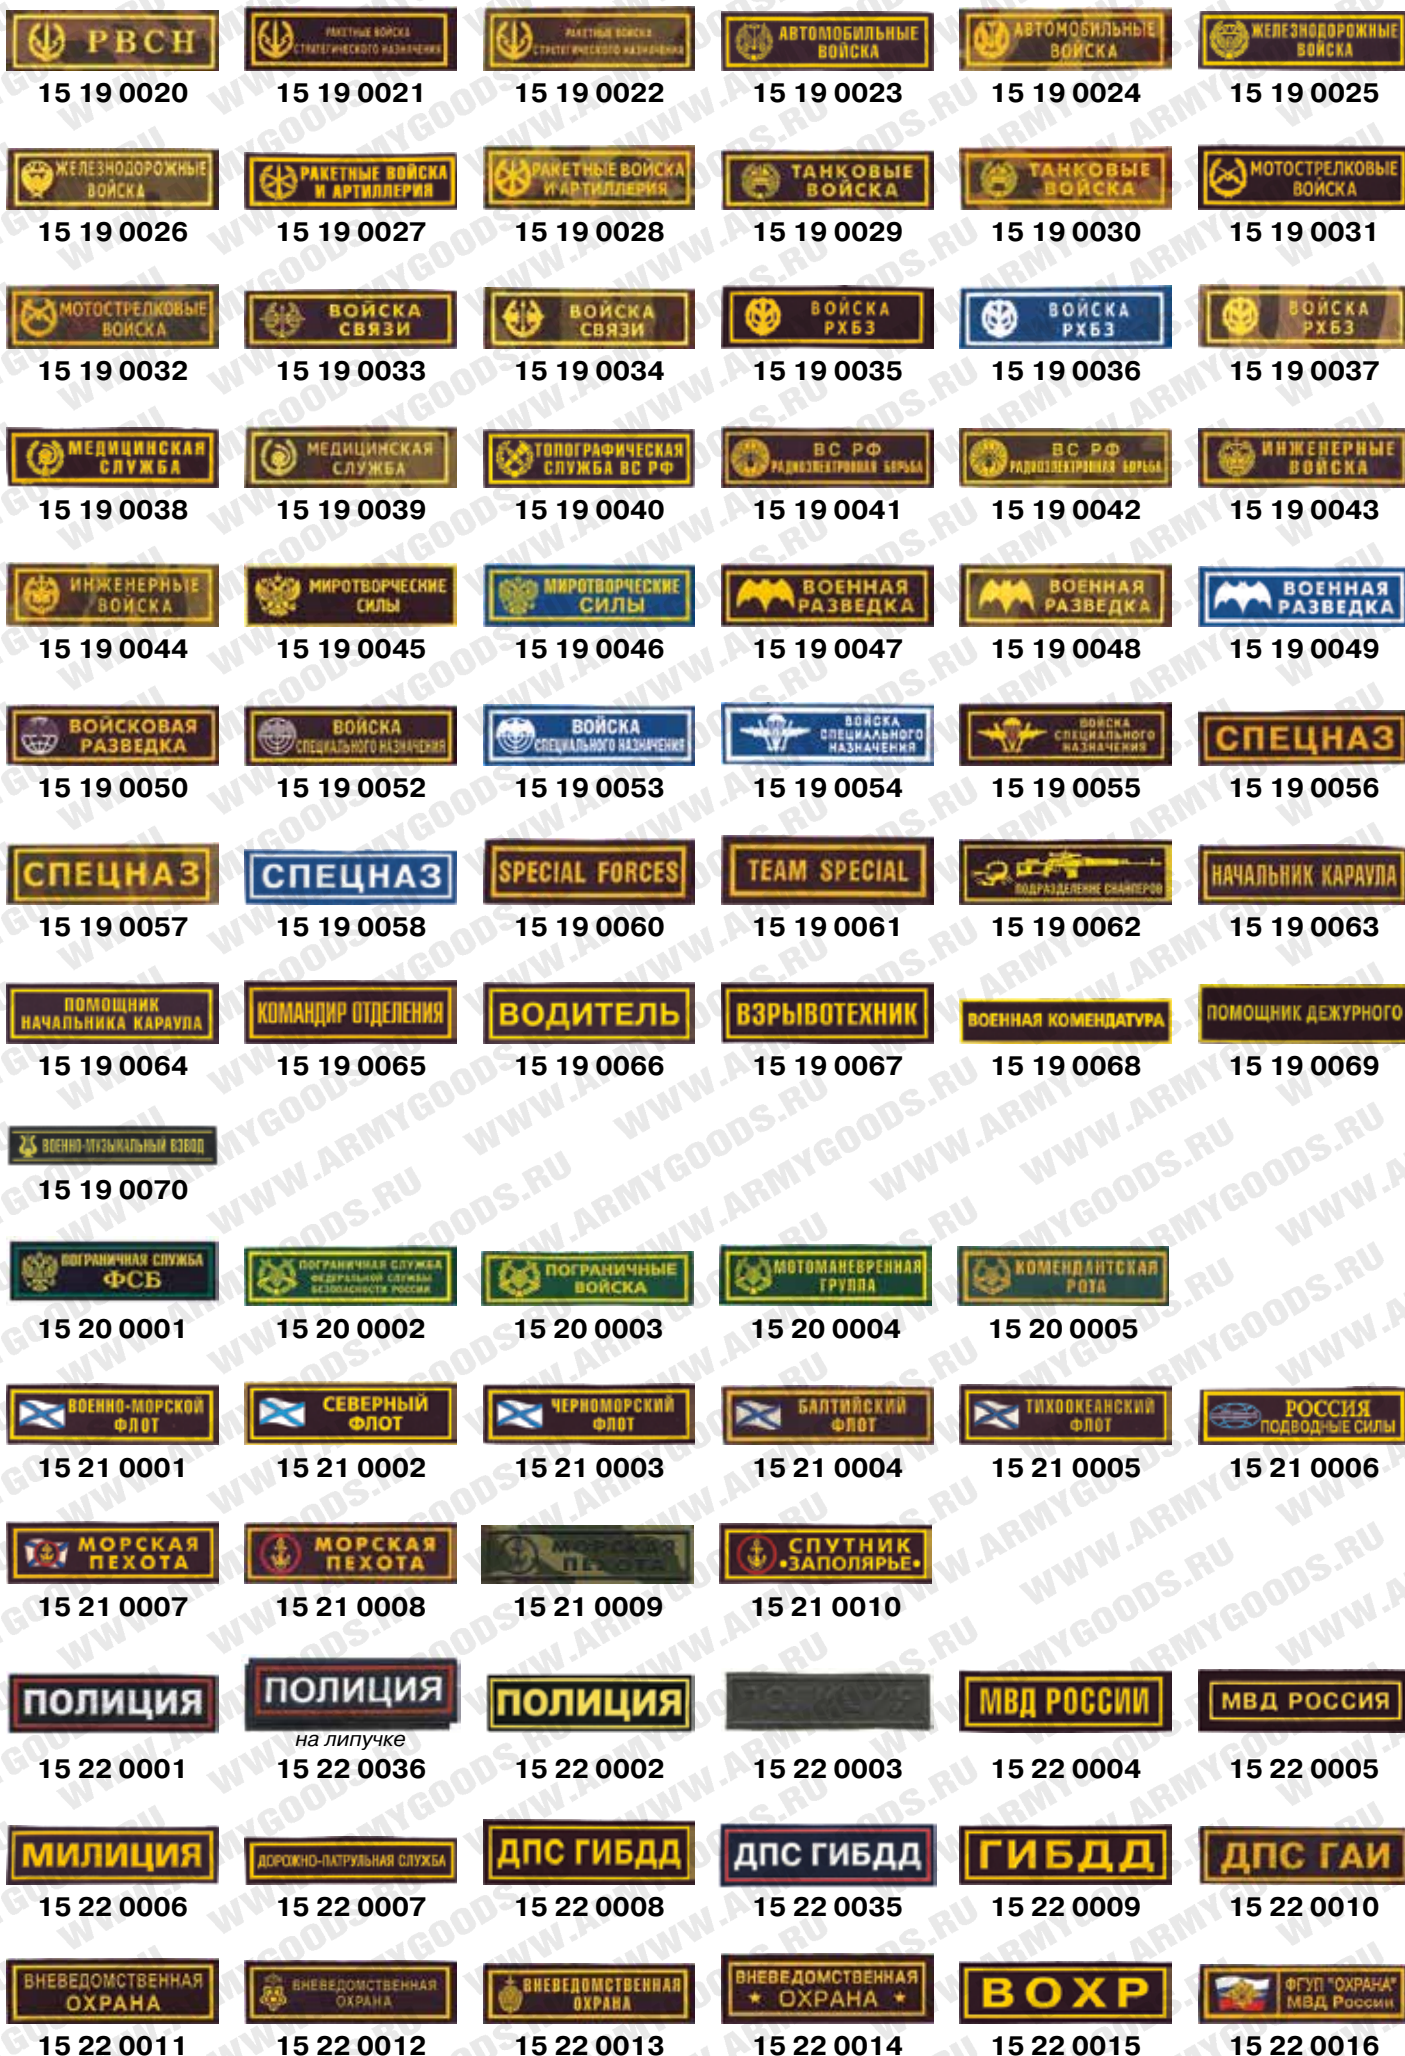 РВСН
РАКЕТНЫЕ ВОЙСКА
СТРАТЕГИЧЕСКОГО НАЗНАЧЕНИЯ
РАКЕТНЫЕ ВОЙСКА
СТРАТЕГИЧЕСКОГО НАЗНАЧЕНИЯ
АВТОМОБИЛЬНЫЕ
ВОЙСКА
АВТОМОБИЛЬНЫЕ
ВОЙСКА
ЖЕЛЕЗНОДОРОЖНЫЕ
ВОЙСКА
15 19 0020 15 19 0021 15 19 0022 15 19 0023 15 19 0024 15 19 0025
ЖЕЛЕЗНОДОРОЖНЫЕ
ВОЙСКА
РАКЕТНЫЕ ВОЙСКА
И АРТИЛЛЕРИЯ
РАКЕТНЫЕ ВОЙСКА
И АРТИЛЛЕРИЯ
ТАНКОВЫЕ
ВОЙСКА
ТАНКОВЫЕ
ВОЙСКА
МОТОСТРЕЛКОВЫЕ
ВОЙСКА
15 19 0026 15 19 0027 15 19 0028 15 19 0029 15 19 0030 15 19 0031
МОТОСТРЕЛКОВЫЕ
ВОЙСКА
ВОЙСКА
СВЯЗИ
ВОЙСКА
СВЯЗИ
ВОЙСКА
РХБЗ
ВОЙСКА
РХБЗ
ВОЙСКА
РХБЗ
15 19 0032 15 19 0033 15 19 0034 15 19 0035 15 19 0036 15 19 0037
МЕДИЦИНСКАЯ
СЛУЖБА
МЕДИЦИНСКАЯ
СЛУЖБА
ТОПОГРАФИЧЕСКАЯ
СЛУЖБА ВС РФ
ВС РФ
РАДИОЭЛЕКТРОННАЯ БОРЬБА
ВС РФ
РАДИОЭЛЕКТРОННАЯ БОРЬБА
ИНЖЕНЕРНЫЕ
ВОЙСКА
15 19 0038 15 19 0039 15 19 0040 15 19 0041 15 19 0042 15 19 0043
ИНЖЕНЕРНЫЕ
ВОЙСКА
МИРОТВОРЧЕСКИЕ
СИЛЫ
МИРОТВОРЧЕСКИЕ
СИЛЫ
ВОЕННАЯ
РАЗВЕДКА
ВОЕННАЯ
РАЗВЕДКА
ВОЕННАЯ
РАЗВЕДКА
15 19 0044 15 19 0045 15 19 0046 15 19 0047 15 19 0048 15 19 0049
ВОЙСКОВАЯ
РАЗВЕДКА
ВОЙСКА
СПЕЦИАЛЬНОГО НАЗНАЧЕНИЯ
ВОЙСКА
СПЕЦИАЛЬНОГО НАЗНАЧЕНИЯ
ВОЙСКА
СПЕЦИАЛЬНОГО
НАЗНАЧЕНИЯ
ВОЙСКА
СПЕЦИАЛЬНОГО
НАЗНАЧЕНИЯ
СПЕЦНАЗ
15 19 0050 15 19 0052 15 19 0053 15 19 0054 15 19 0055 15 19 0056
СПЕЦНАЗ
СПЕЦНАЗ
SPECIAL FORCES
TEAM SPECIAL
ПОДРАЗДЕЛЕНИЕ СНАЙПЕРОВ
НАЧАЛЬНИК КАРАУЛА
15 19 0057 15 19 0058 15 19 0060 15 19 0061 15 19 0062 15 19 0063
ПОМОЩНИК
НАЧАЛЬНИКА КАРАУЛА
КОМАНДИР ОТДЕЛЕНИЯ
ВОДИТЕЛЬ
ВЗРЫВОТЕХНИК
ВОЕННАЯ КОМЕНДАТУРА
ПОМОЩНИК ДЕЖУРНОГО
15 19 0064 15 19 0065 15 19 0066 15 19 0067 15 19 0068 15 19 0069
ВОЕННО-МУЗЫКАЛЬНЫЙ ВЗВОД
15 19 0070
ПОГРАНИЧНАЯ СЛУЖБА
ФСБ
ПОГРАНИЧНАЯ СЛУЖБА
ФЕДЕРАЛЬНОЙ СЛУЖБЫ
БЕЗОПАСНОСТИ РОССИИ
ПОГРАНИЧНЫЕ
ВОЙСКА
МОТОМАНЕВРЕННАЯ
ГРУППА
КОМЕНДАНТСКАЯ
РОТА
15 20 0001 15 20 0002 15 20 0003 15 20 0004 15 20 0005
ВОЕННО-МОРСКОЙ
ФЛОТ
СЕВЕРНЫЙ
ФЛОТ
ЧЕРНОМОРСКИЙ
ФЛОТ
БАЛТИЙСКИЙ
ФЛОТ
ТИХООКЕАНСКИЙ
ФЛОТ
РОССИЯ
ПОДВОДНЫЕ СИЛЫ
15 21 0001 15 21 0002 15 21 0003 15 21 0004 15 21 0005 15 21 0006
МОРСКАЯ
ПЕХОТА
МОРСКАЯ
ПЕХОТА
МОРСКАЯ
ПЕХОТА
СПУТНИК
•ЗАПОЛЯРЬЕ•
15 21 0007 15 21 0008 15 21 0009 15 21 0010
ПОЛИЦИЯ
ПОЛИЦИЯ
на липучке
ПОЛИЦИЯ
МВД РОССИИ
МВД РОССИЯ
15 22 0001 15 22 0036 15 22 0002 15 22 0003 15 22 0004 15 22 0005
МИЛИЦИЯ
ДОРОЖНО-ПАТРУЛЬНАЯ СЛУЖБА
ДПС ГИБДД
ДПС ГИБДД
ГИБДД
ДПС ГАИ
15 22 0006 15 22 0007 15 22 0008 15 22 0035 15 22 0009 15 22 0010
ВНЕВЕДОМСТВЕННАЯ
ОХРАНА
ВНЕВЕДОМСТВЕННАЯ
ОХРАНА
ВНЕВЕДОМСТВЕННАЯ
ОХРАНА
ВНЕВЕДОМСТВЕННАЯ
★ ОХРАНА ★
ВОХР
ФГУП "ОХРАНА"
МВД России
15 22 0011 15 22 0012 15 22 0013 15 22 0014 15 22 0015 15 22 0016
WWW.ARMYGOODS.RU